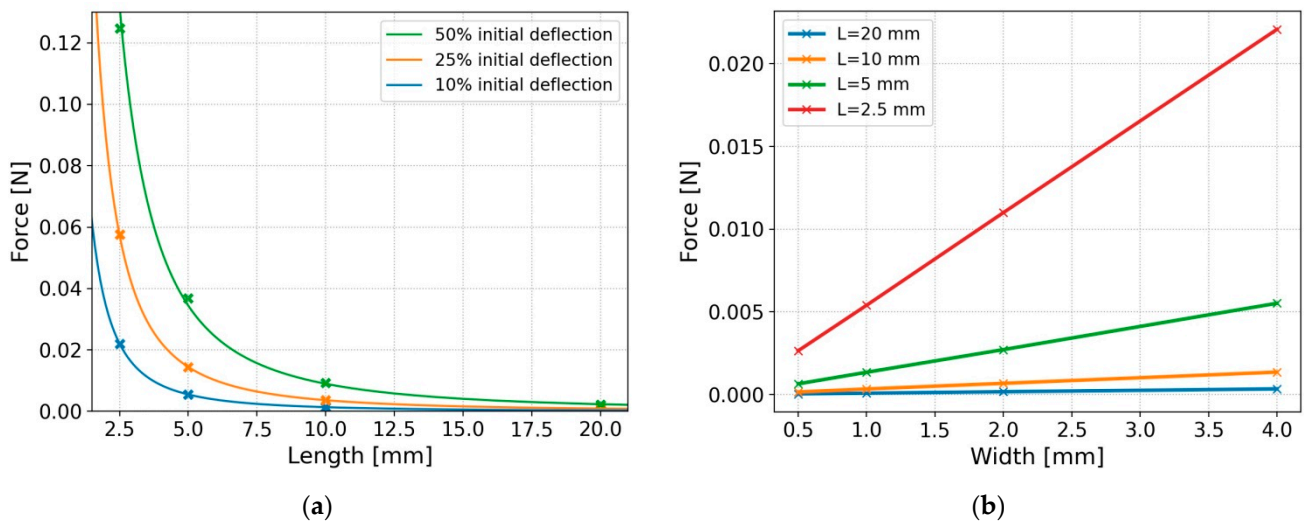 0.12
0.10
0.08
0.06
0.04
0.02
0.00
Force [N]
50% initial deflection
25% initial deflection
10% initial deflection
2.5 5.0 7.5 10.0 12.5 15.0 17.5 20.0
Length [mm]
(a)
0.020
0.015
0.010
0.005
0.000
Force [N]
L=20 mm
L=10 mm
L=5 mm
L=2.5 mm
0.5 1.0 1.5 2.0 2.5 3.0 3.5 4.0
Width [mm]
(b)